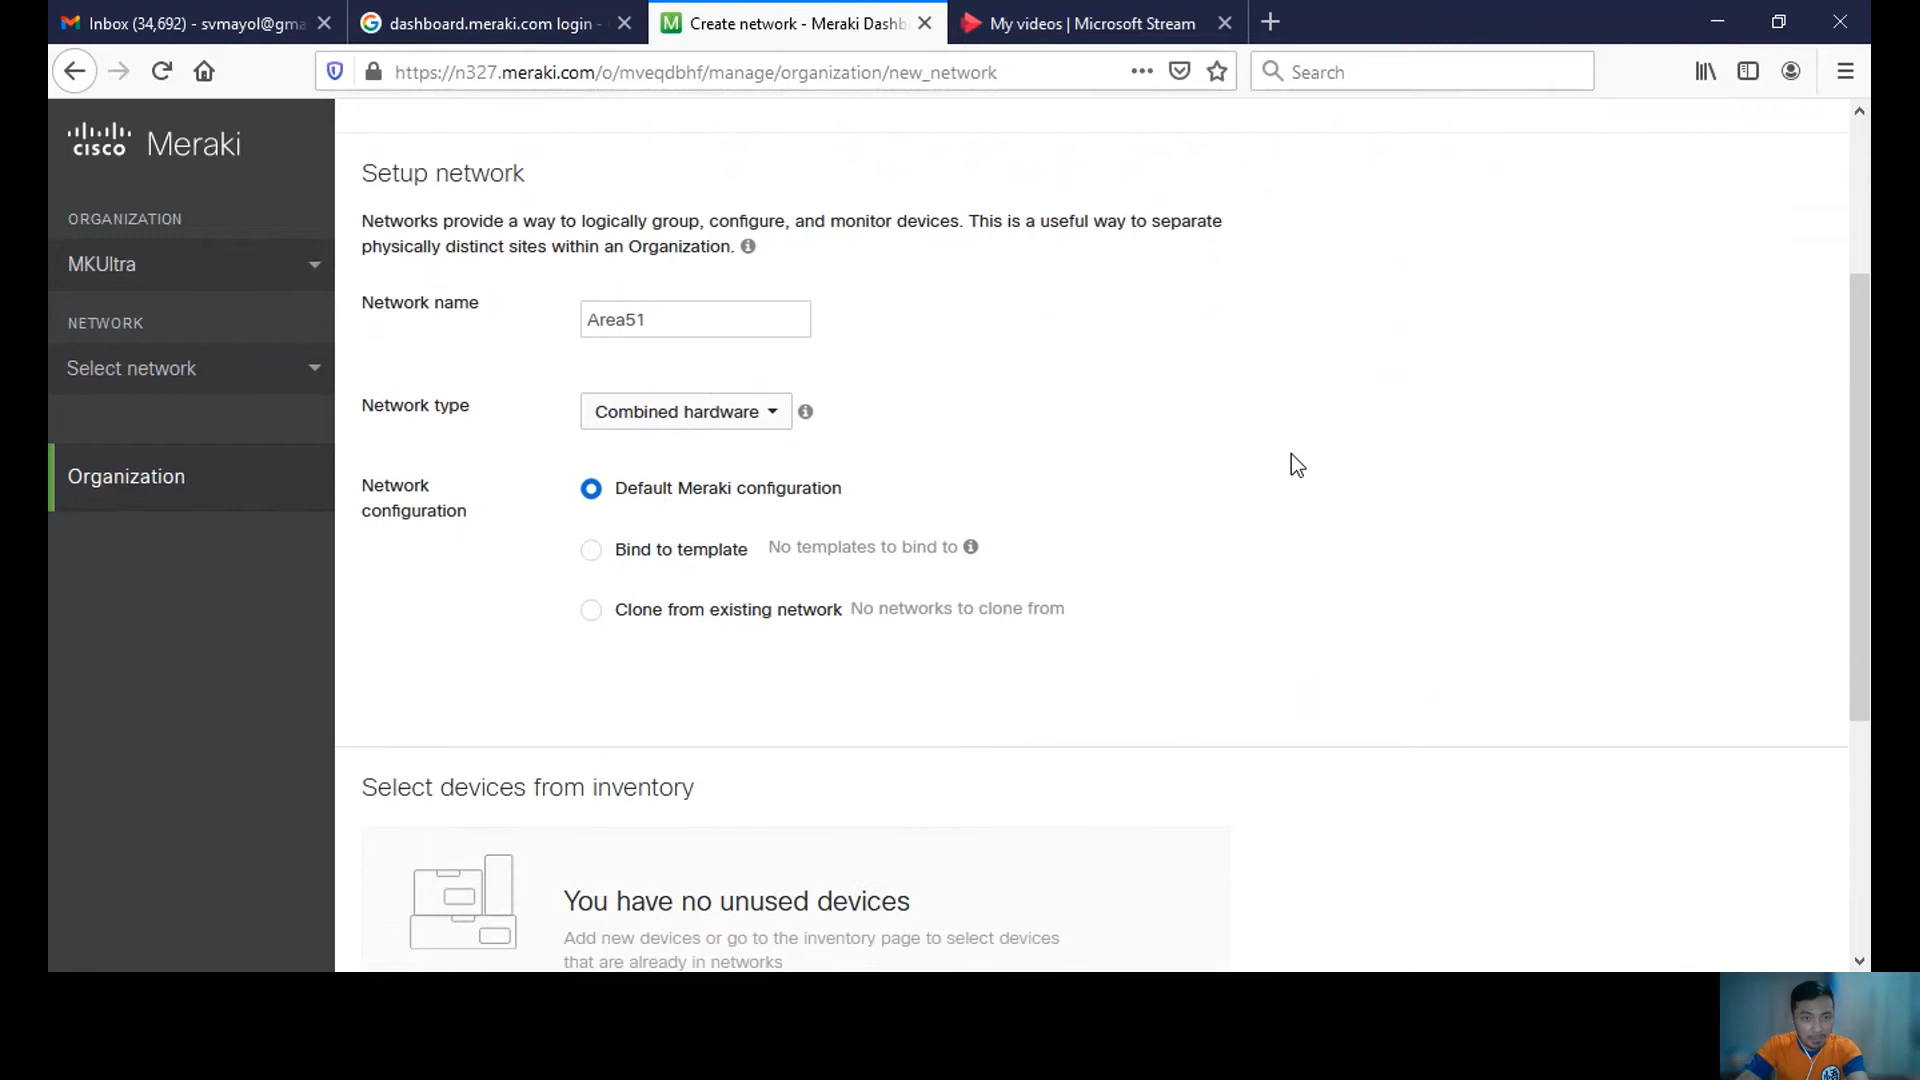 Inbox (34,692) - svmayol@gma
dashboard.meraki.com login -
M Create network - Meraki Dashb
My videos | Microsoft Stream
https://n327.meraki.com/o/mveqdbhf/manage/organization/new_network
Search
cisco Meraki
ORGANIZATION
MKUltra
NETWORK
Select network
Organization
Setup network
Networks provide a way to logically group, configure, and monitor devices. This is a useful way to separate
physically distinct sites within an Organization.
Network name
Area51
Network type
Combined hardware
Network
configuration
Default Meraki configuration
Bind to template No templates to bind to
Clone from existing network No networks to clone from
Select devices from inventory
You have no unused devices
Add new devices or go to the inventory page to select devices
that are already in networks